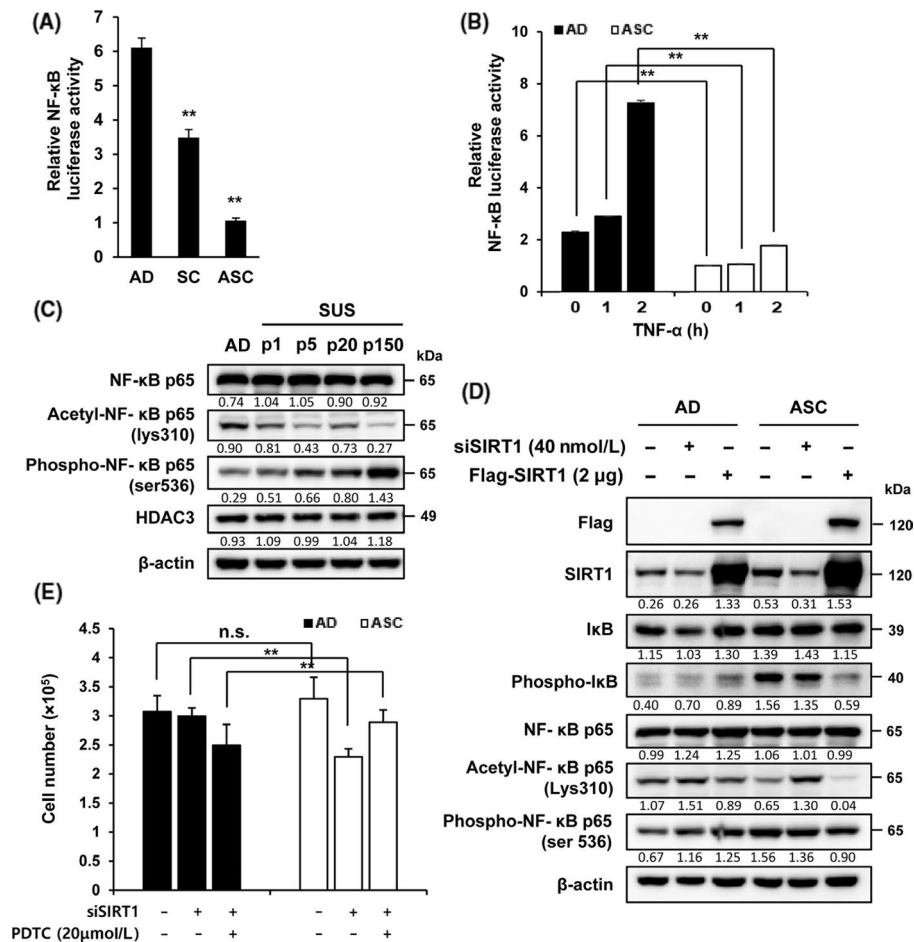 (A)
Relative NF-κB
luciferase activity
7
6
5
4
3
2
1
0
**
**
AD SC ASC
(B)
AD ASC
Relative
NF-κB luciferase activity
10
8
6
4
2
0
**
**
**
0 1 2 0 1 2
TNF-α (h)
(C)
SUS
AD p1 p5 p20 p150
kDa
NF-κB p65
65
0.74 1.04 1.05 0.90 0.92
Acetyl-NF- κB p65
(lys310)
65
0.90 0.81 0.43 0.73 0.27
Phospho-NF- κB p65
(ser536)
65
0.29 0.51 0.66 0.80 1.43
HDAC3
49
0.93 1.09 0.99 1.04 1.18
β-actin
(D)
AD ASC
siSIRT1 (40 nmol/L) – + – – + –
Flag-SIRT1 (2 μg) – – + – – +
kDa
Flag
120
SIRT1
120
0.26 0.26 1.33 0.53 0.31 1.53
IκB
39
1.15 1.03 1.30 1.39 1.43 1.15
Phospho-IκB
40
0.40 0.70 0.89 1.56 1.35 0.59
NF- κB p65
65
0.99 1.24 1.25 1.06 1.01 0.99
Acetyl-NF- κB p65
(Lys310)
65
1.07 1.51 0.89 0.65 1.30 0.04
Phospho-NF- κB p65
(ser 536)
65
0.67 1.16 1.25 1.56 1.36 0.90
β-actin
(E)
AD ASC
Cell number (×10⁵)
4.5
4
3.5
3
2.5
2
1.5
1
0.5
0
n.s.
**
**
siSIRT1 – + + – + +
PDTC (20μmol/L) – – + – – +